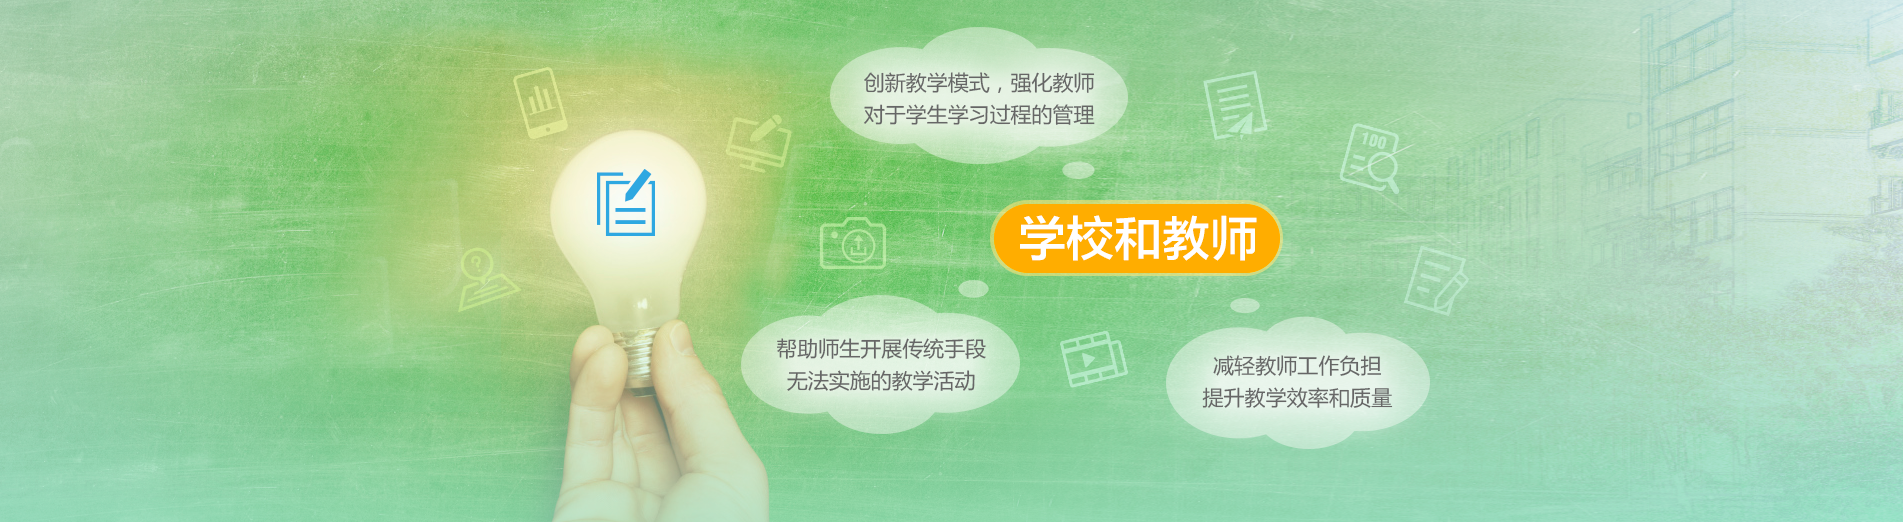 创新教学模式，强化教师
对于学生学习过程的管理
100
学校和教师
?
帮助师生开展传统手段
无法实施的教学活动
减轻教师工作负担
提升教学效率和质量